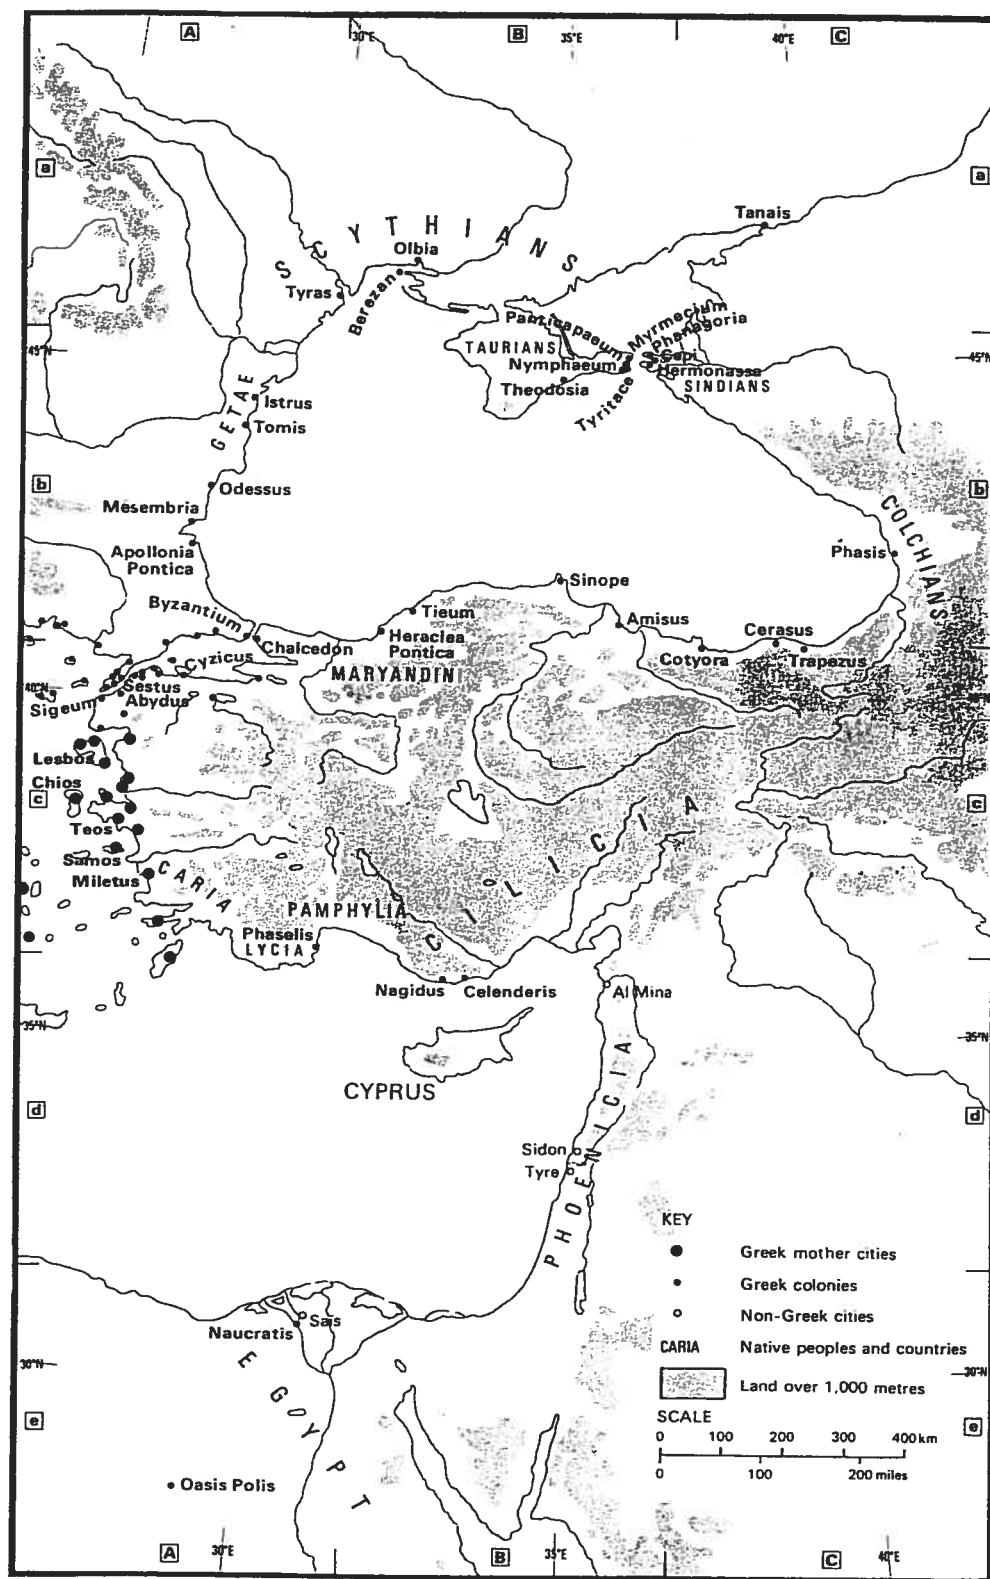 A
30°E
B
35°E
40°E
C
a
a
SCYTHIANS
Tanais
Olbia
Tyras
Berezan
Panticapaeum
Myrmecium
Phanagoria
45°N
45°N
TAURIANS
Cepi
Nymphaeum
Hermonassa
Theodosia
SINDIANS
Tyritace
GETAE
Istrus
Tomis
b
b
Odessus
Mesembria
COLCHIANS
Apollonia
Pontica
Phasis
Sinope
Byzantium
Tieum
Amisus
Heraclea
Pontica
Cerasus
Chalcedon
Cotyora
Trapezus
Cyzicus
MARYANDINI
40°N
40°N
Sestus
Sigeum
Abydus
Lesbos
Chios
c
c
Teos
CILICIA
Samos
Miletus
CARIA
PAMPHYLIA
Phaselis
LYCIA
Nagidus
Celenderis
Al Mina
35°N
35°N
CYPRUS
d
d
PHOENICIA
Sidon
Tyre
KEY
Greek mother cities
Greek colonies
Non-Greek cities
CARIA Native peoples and countries
Land over 1,000 metres
Sais
Naucratis
30°N
30°N
EGYPT
e
e
SCALE
0 100 200 300 400 km
0 100 200 miles
Oasis Polis
A
30°E
B
35°E
C
40°E